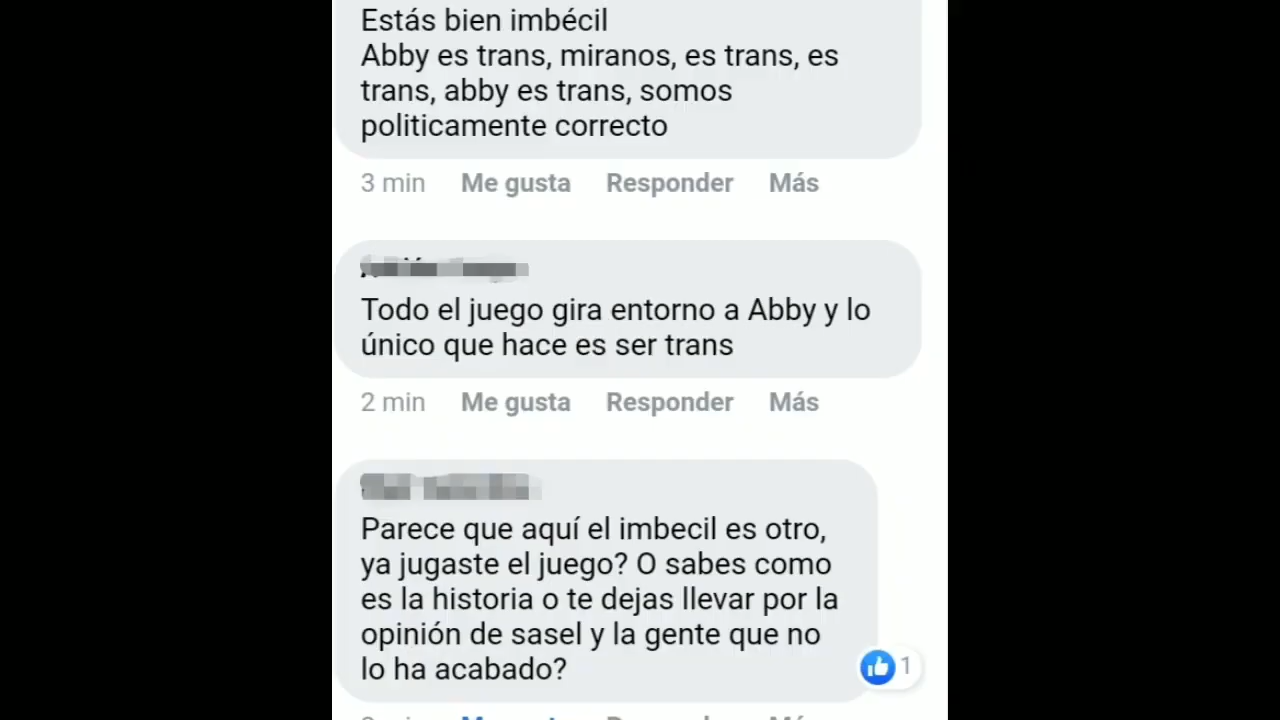 Estás bien imbécil
Abby es trans, miranos, es trans, es
trans, abby es trans, somos
politicamente correcto
3 min Me gusta Responder Más
Todo el juego gira entorno a Abby y lo
único que hace es ser trans
2 min Me gusta Responder Más
Parece que aquí el imbecil es otro,
ya jugaste el juego? O sabes como
es la historia o te dejas llevar por la
opinión de sasel y la gente que no
lo ha acabado?
1